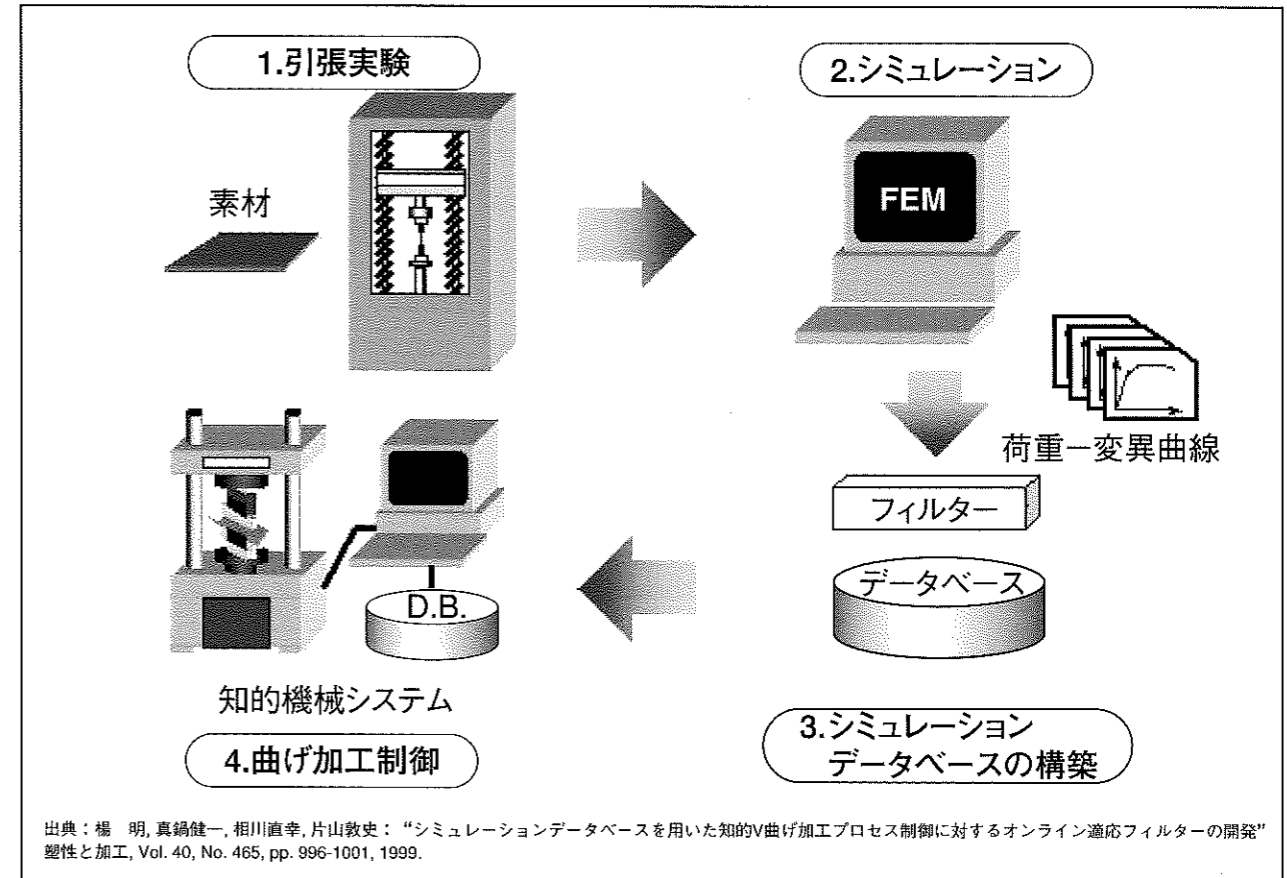 1.引張実験
素材
2.シミュレーション
FEM
荷重ー変異曲線
フィルター
データベース
3.シミュレーション
データベースの構築
D.B.
知的機械システム
4.曲げ加工制御
出典：楊　明, 真鍋健一, 相川直幸, 片山敦史： “シミュレーションデータベースを用いた知的V曲げ加工プロセス制御に対するオンライン適応フィルターの開発”
塑性と加工, Vol. 40, No. 465, pp. 996-1001, 1999.